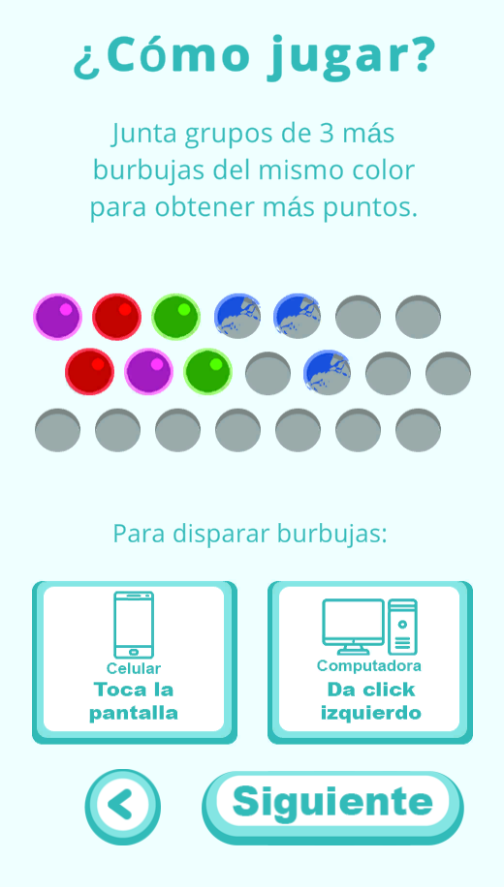 ¿Cómo jugar?
Junta grupos de 3 más
burbujas del mismo color
para obtener más puntos.
Para disparar burbujas:
Celular
Toca la
pantalla
Computadora
Da click
izquierdo
Siguiente